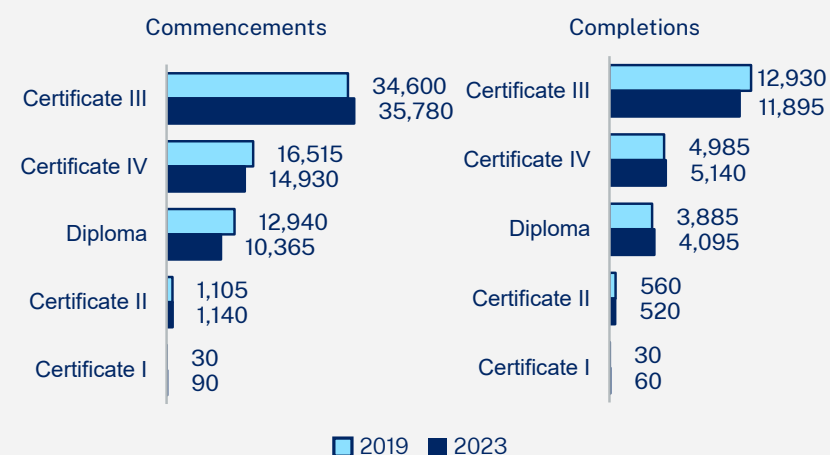 Commencements
Certificate III
34,600
35,780
Certificate IV
16,515
14,930
Diploma
12,940
10,365
Certificate II
1,105
1,140
Certificate I
30
90
Completions
Certificate III
12,930
11,895
Certificate IV
4,985
5,140
Diploma
3,885
4,095
Certificate II
560
520
Certificate I
30
60
2019 2023